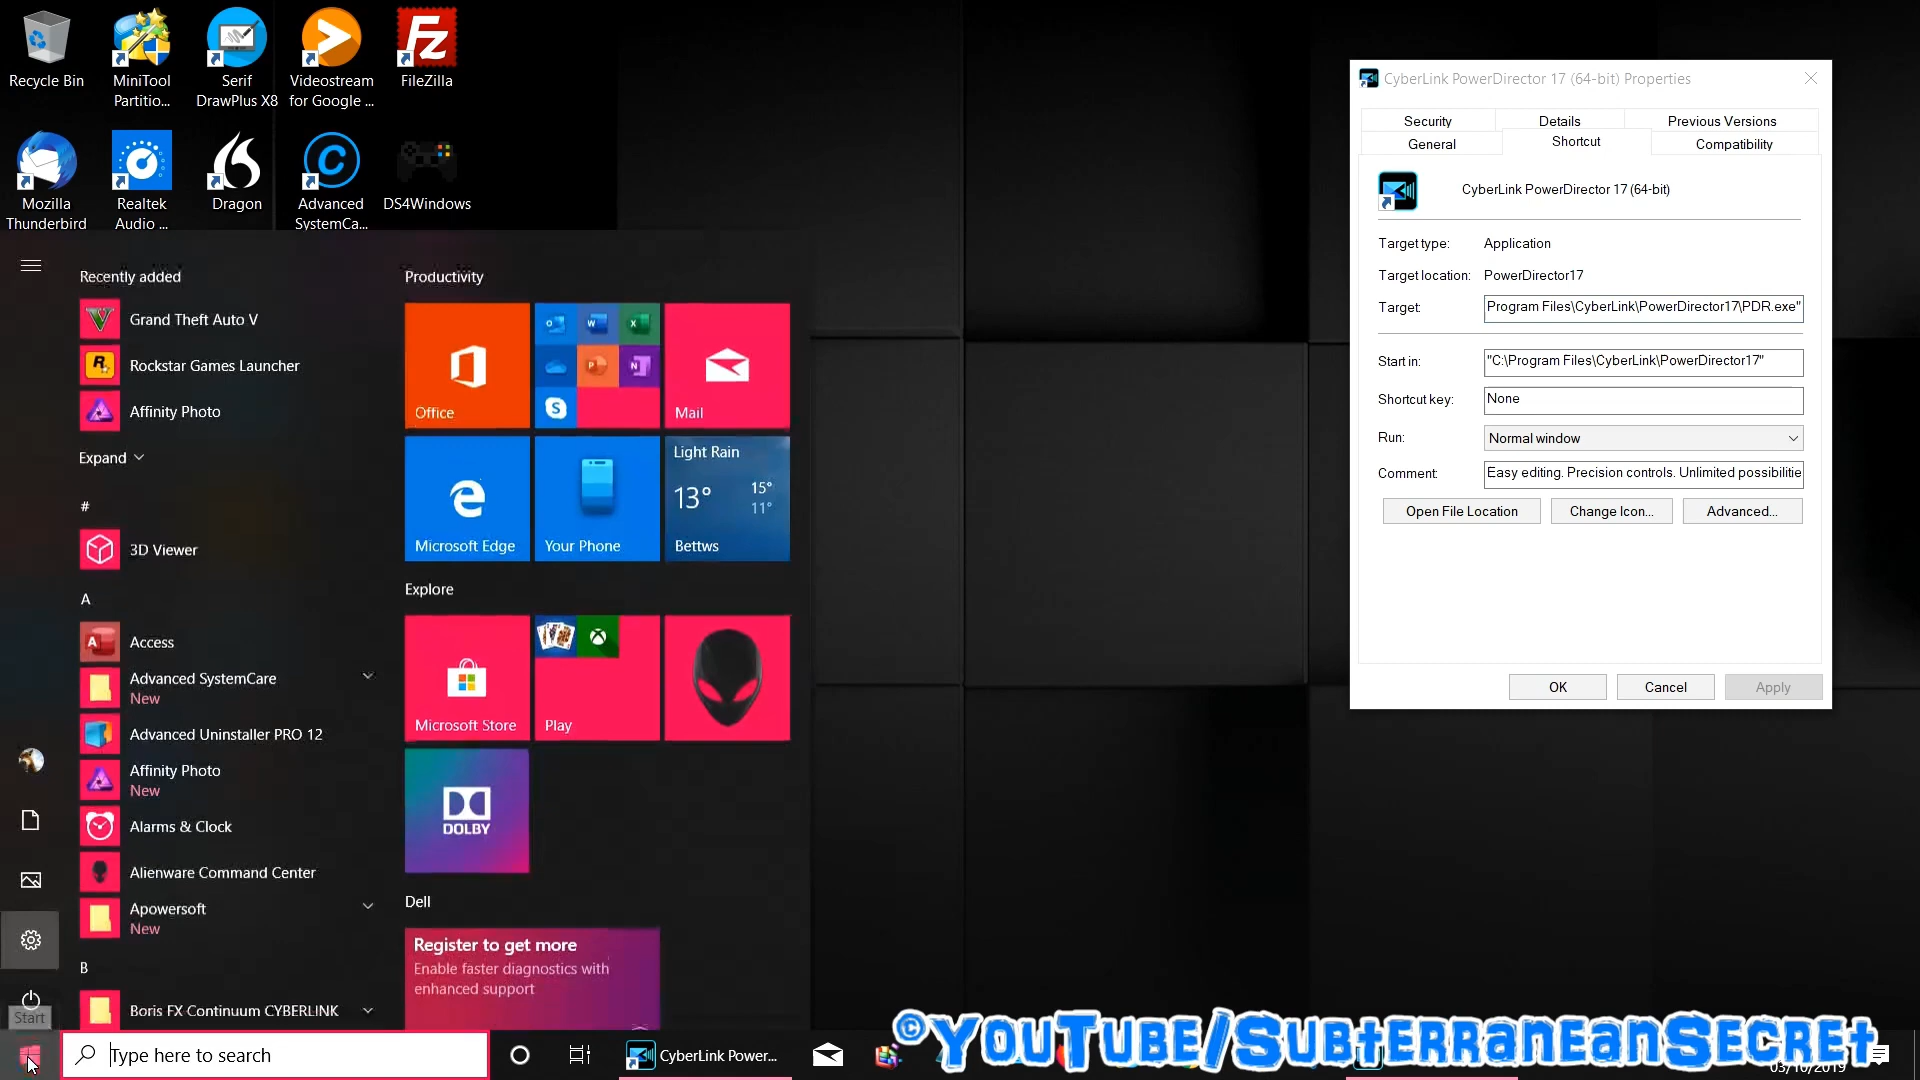 Recycle Bin
MiniTool
Partitio...
Serif
DrawPlus X8
Videostream
for Google ...
FileZilla
Mozilla
Thunderbird
Realtek
Audio ...
Dragon
Advanced
SystemCa...
DS4Windows
Recently added
Grand Theft Auto V
Rockstar Games Launcher
Affinity Photo
Expand
#
3D Viewer
A
Access
Advanced SystemCare
New
Advanced Uninstaller PRO 12
Affinity Photo
New
Alarms & Clock
Alienware Command Center
Apowersoft
New
B
Boris FX Continuum CYBERLINK
Start
Productivity
Office
Mail
Microsoft Edge
Your Phone
Light Rain
13°
15°
11°
Bettws
Explore
Microsoft Store
Play
DOLBY
Dell
Register to get more
Enable faster diagnostics with
enhanced support
CyberLink PowerDirector 17 (64-bit) Properties
Security
Details
Previous Versions
General
Shortcut
Compatibility
CyberLink PowerDirector 17 (64-bit)
Target type: Application
Target location: PowerDirector17
Target: Program Files\CyberLink\PowerDirector17\PDR.exe"
Start in: "C:\Program Files\CyberLink\PowerDirector17"
Shortcut key: None
Run: Normal window
Comment: Easy editing. Precision controls. Unlimited possibilitie
Open File Location
Change Icon...
Advanced...
OK
Cancel
Apply
Type here to search
CyberLink Power...
©YouTube/SubterraneanSecret
03/10/2019